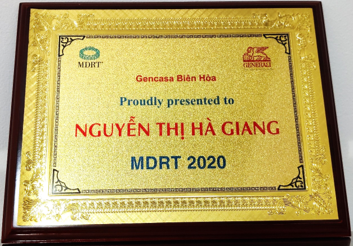 MDRT
GENERALI
Gencasa Biên Hòa
Proudly presented to
NGUYỄN THỊ HÀ GIANG
MDRT 2020